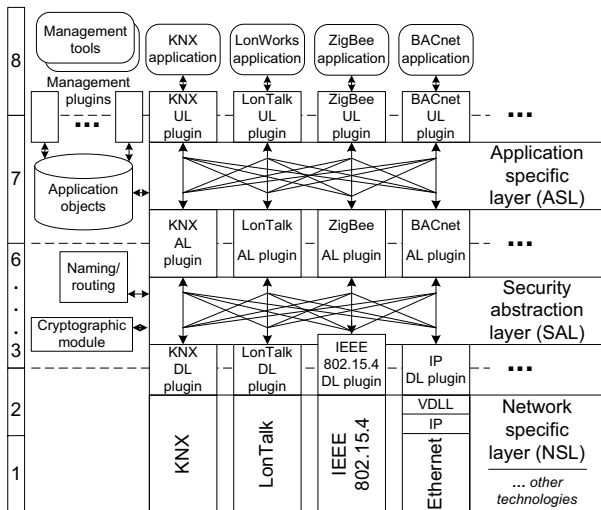 8
Management
tools
KNX
application
LonWorks
application
ZigBee
application
BACnet
application
Management
plugins
...
KNX
UL
plugin
LonTalk
UL
plugin
ZigBee
UL
plugin
BACnet
UL
plugin
...
7
Application
objects
Application
specific
layer (ASL)
KNX
AL
plugin
LonTalk
AL plugin
ZigBee
AL plugin
BACnet
AL plugin
...
6
.
.
.
3
Naming/
routing
Cryptographic
module
Security
abstraction
layer (SAL)
KNX
DL
plugin
LonTalk
DL
plugin
IEEE
802.15.4
DL plugin
IP
DL plugin
...
2
1
KNX
LonTalk
IEEE
802.15.4
VDLL
IP
Ethernet
Network
specific
layer (NSL)
... other
technologies